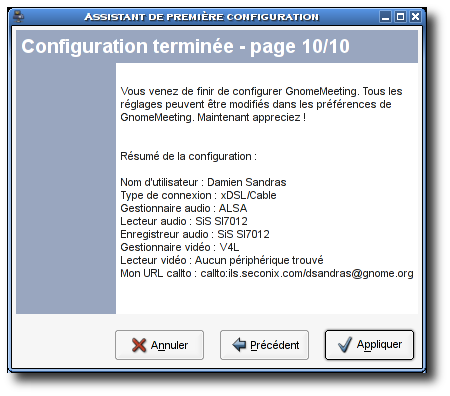 Assistant de première configuration
Configuration terminée - page 10/10
Vous venez de finir de configurer GnomeMeeting. Tous les
réglages peuvent être modifiés dans les préférences de
GnomeMeeting. Maintenant appreciez !
Résumé de la configuration :
Nom d'utilisateur : Damien Sandras
Type de connexion : xDSL/Cable
Gestionnaire audio : ALSA
Lecteur audio : SiS SI7012
Enregistreur audio : SiS SI7012
Gestionnaire vidéo : V4L
Lecteur vidéo : Aucun périphérique trouvé
Mon URL callto : callto:ils.seconix.com/dsandras@gnome.org
Annuler
Précédent
Appliquer